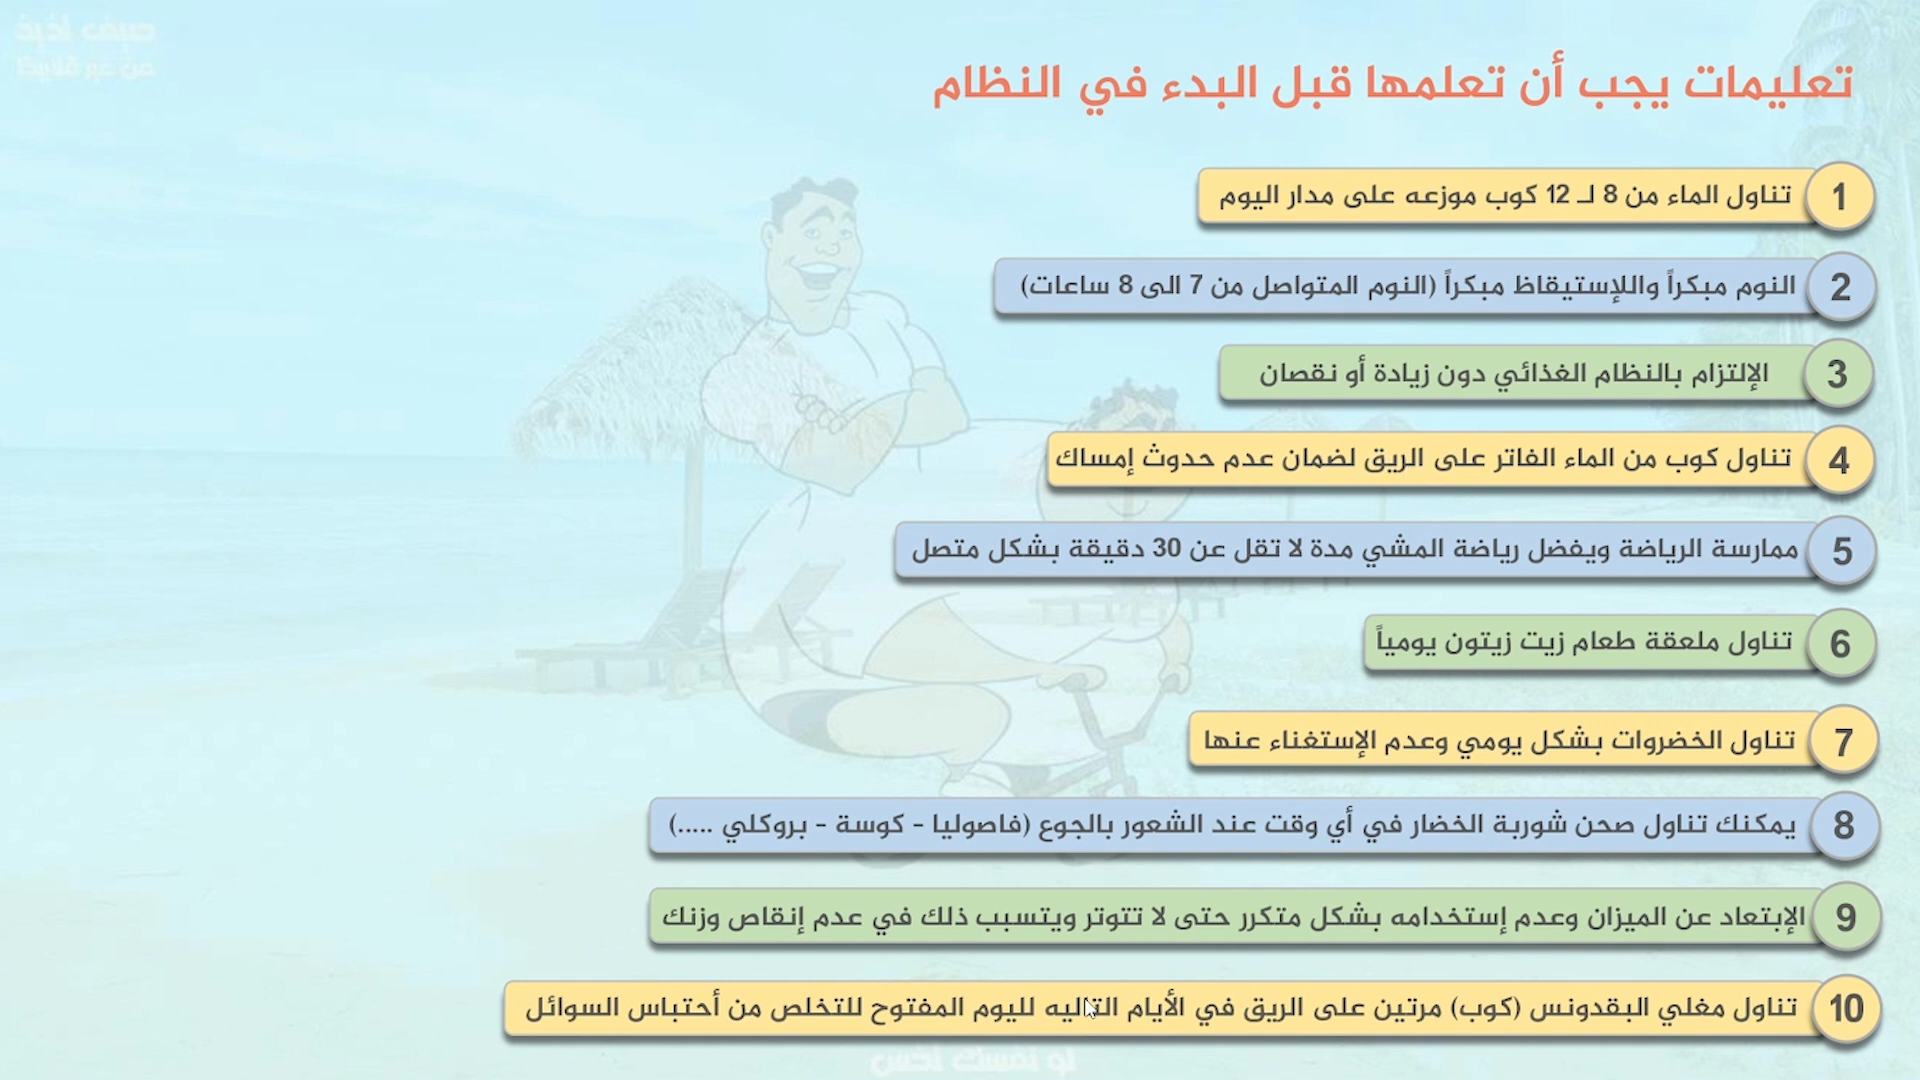 تعليمات يجب أن تعلمها قبل البدء في النظام
1 تناول الماء من 8 لـ 12 كوب موزعه على مدار اليوم
2 النوم مبكراً واللإستيقاظ مبكراً (النوم المتواصل من 7 الى 8 ساعات)
3 الإلتزام بالنظام الغذائي دون زيادة أو نقصان
4 تناول كوب من الماء الفاتر على الريق لضمان عدم حدوث إمساك
5 ممارسة الرياضة ويفضل رياضة المشي مدة لا تقل عن 30 دقيقة بشكل متصل
6 تناول ملعقة طعام زيت زيتون يومياً
7 تناول الخضروات بشكل يومي وعدم الإستغناء عنها
8 يمكنك تناول صحن شوربة الخضار في أي وقت عند الشعور بالجوع (فاصوليا - كوسة - بروكلي .....)
9 الإبتعاد عن الميزان وعدم إستخدامه بشكل متكرر حتى لا تتوتر ويتسبب ذلك في عدم إنقاص وزنك
10 تناول مغلي البقدونس (كوب) مرتين على الريق في الأيام التاليه لليوم المفتوح للتخلص من أحتباس السوائل
لو نفسك تخس